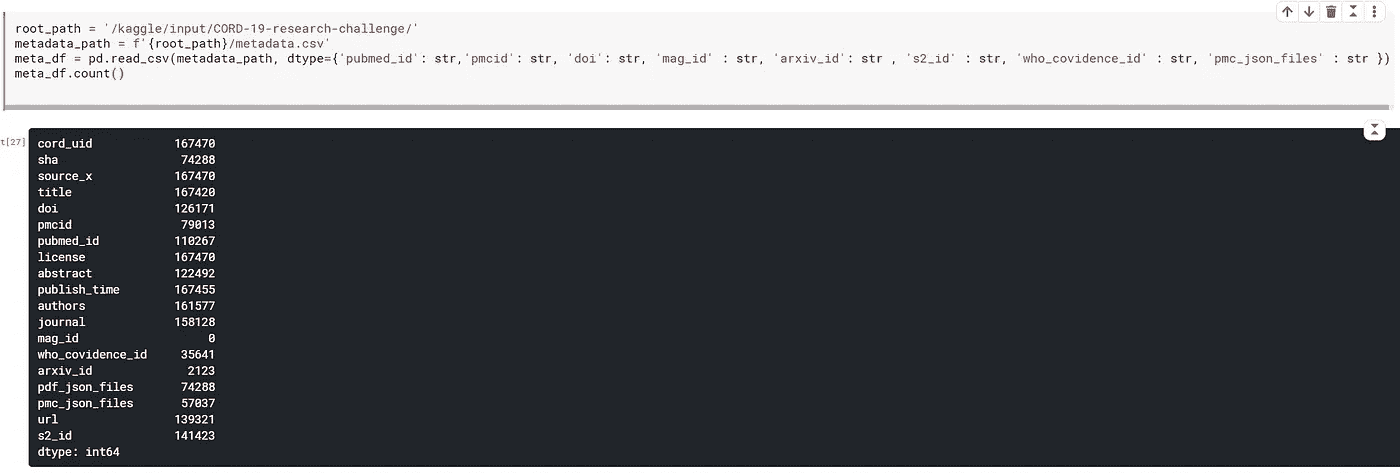 root_path = '/kaggle/input/CORD-19-research-challenge/'
metadata_path = f'{root_path}/metadata.csv'
meta_df = pd.read_csv(metadata_path, dtype={'pubmed_id': str,'pmcid': str, 'doi': str, 'mag_id' : str, 'arxiv_id': str , 's2_id' : str, 'who_covidence_id' : str, 'pmc_json_files' : str })
meta_df.count()
t[27]
cord_uid 167470
sha 74288
source_x 167470
title 167420
doi 126171
pmcid 79013
pubmed_id 110267
license 167470
abstract 122492
publish_time 167455
authors 161577
journal 158128
mag_id 0
who_covidence_id 35641
arxiv_id 2123
pdf_json_files 74288
pmc_json_files 57037
url 139321
s2_id 141423
dtype: int64